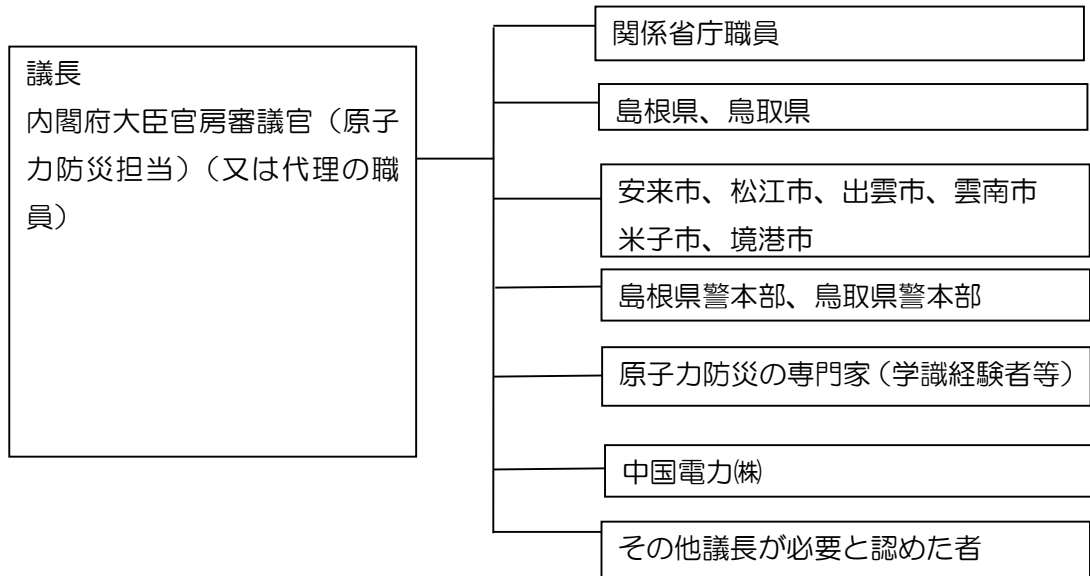 議長
内閣府大臣官房審議官（原子
力防災担当）（又は代理の職
員）
関係省庁職員
島根県、鳥取県
安来市、松江市、出雲市、雲南市
米子市、境港市
島根県警本部、鳥取県警本部
原子力防災の専門家（学識経験者等）
中国電力㈱
その他議長が必要と認めた者